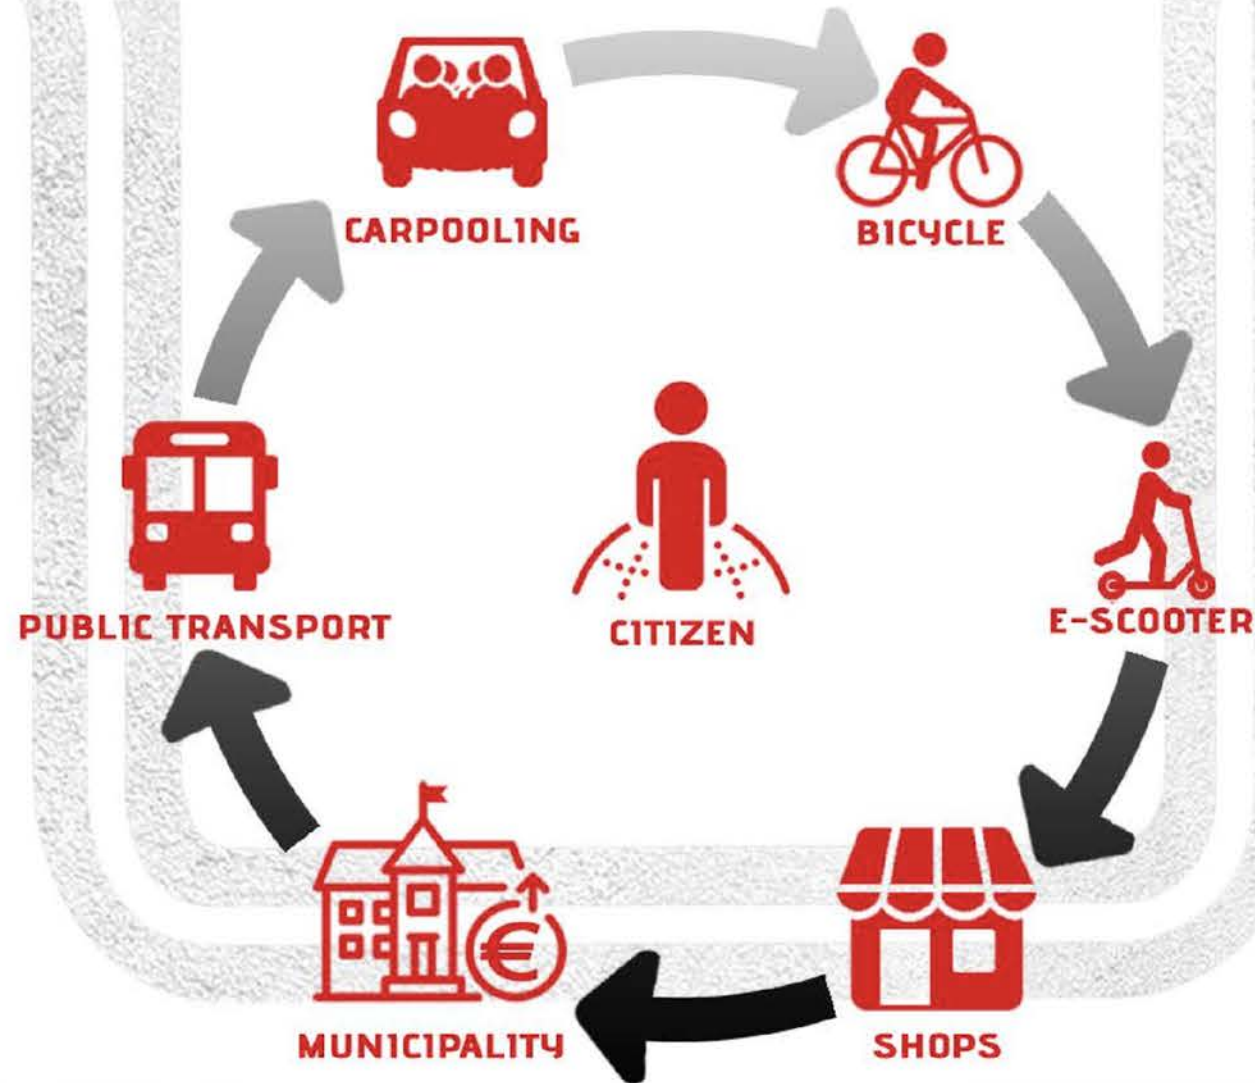 CARPOOLING
BICYCLE
PUBLIC TRANSPORT
CITIZEN
E-SCOOTER
€
MUNICIPALITY
SHOPS